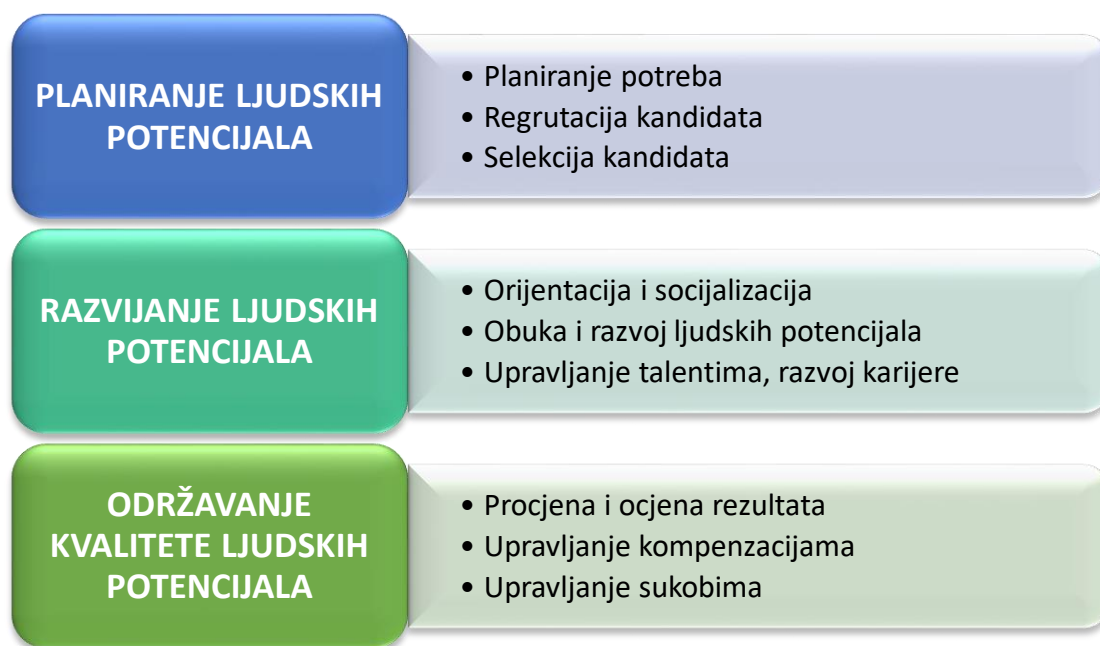 PLANIRANJE LJUDSKIH
POTENCIJALA
• Planiranje potreba
• Regrutacija kandidata
• Selekcija kandidata
RAZVIJANJE LJUDSKIH
POTENCIJALA
• Orijentacija i socijalizacija
• Obuka i razvoj ljudskih potencijala
• Upravljanje talentima, razvoj karijere
ODRŽAVANJE
KVALITETE LJUDSKIH
POTENCIJALA
• Procjena i ocjena rezultata
• Upravljanje kompenzacijama
• Upravljanje sukobima